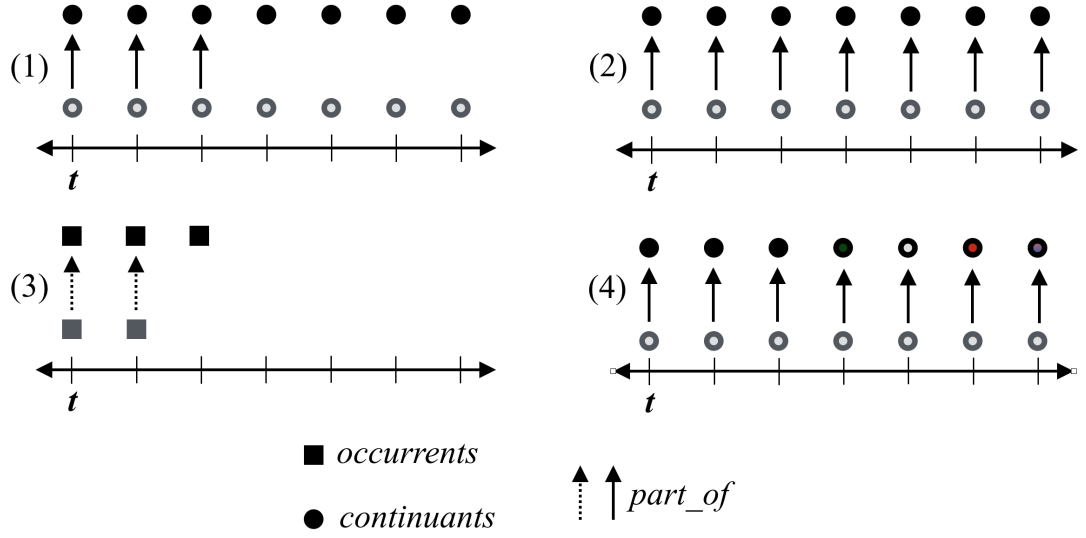 (1)
t
(2)
t
(3)
t
(4)
t
occurrents
continuants
part_of